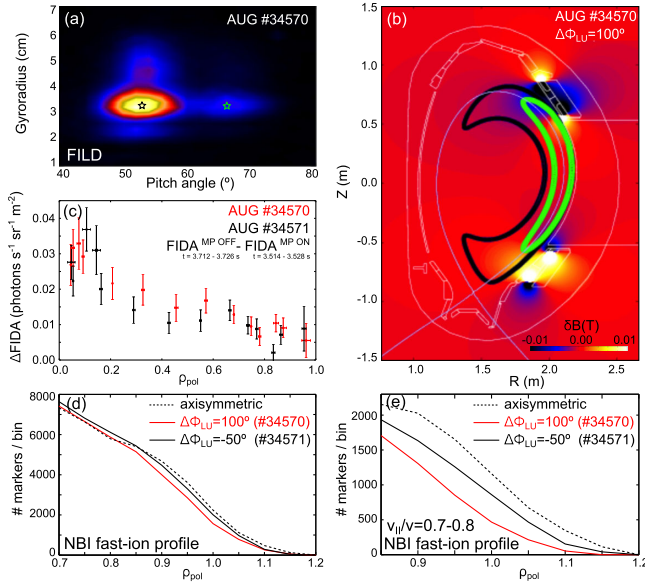 (a) AUG #34570
Gyroradius (cm)
7
6
5
4
3
2
1
FILD
40 50 60 70 80
Pitch angle (º)
(b) AUG #34570
ΔΦLU=100º
Z (m)
1.5
1.0
0.5
0.0
-0.5
-1.0
-1.5
δB(T)
-0.01 0.00 0.01
1.0 1.5 2.0 2.5
R (m)
(c) AUG #34570
AUG #34571
FIDA MP OFF - FIDA MP ON
t = 3.712 - 3.726 s t = 3.514 - 3.528 s
ΔFIDA (photons s-1 sr-1 m-2)
0.04
0.03
0.02
0.01
0.00
0.0 0.2 0.4 0.6 0.8 1.0
ρpol
(d) axisymmetric
ΔΦLU=100º (#34570)
ΔΦLU=-50º (#34571)
# markers / bin
8000
6000
4000
2000
0
NBI fast-ion profile
0.7 0.8 0.9 1.0 1.1 1.2
ρpol
(e) axisymmetric
ΔΦLU=100º (#34570)
ΔΦLU=-50º (#34571)
# markers / bin
2000
1500
1000
500
0
vII/v=0.7-0.8
NBI fast-ion profile
0.9 1.0 1.1 1.2
ρpol